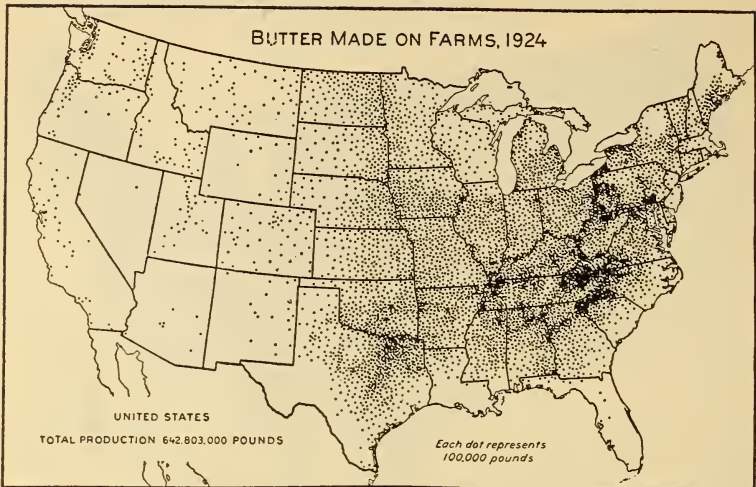 BUTTER MADE ON FARMS, 1924
UNITED STATES
TOTAL PRODUCTION 642,803,000 POUNDS
Each dot represents
100,000 pounds